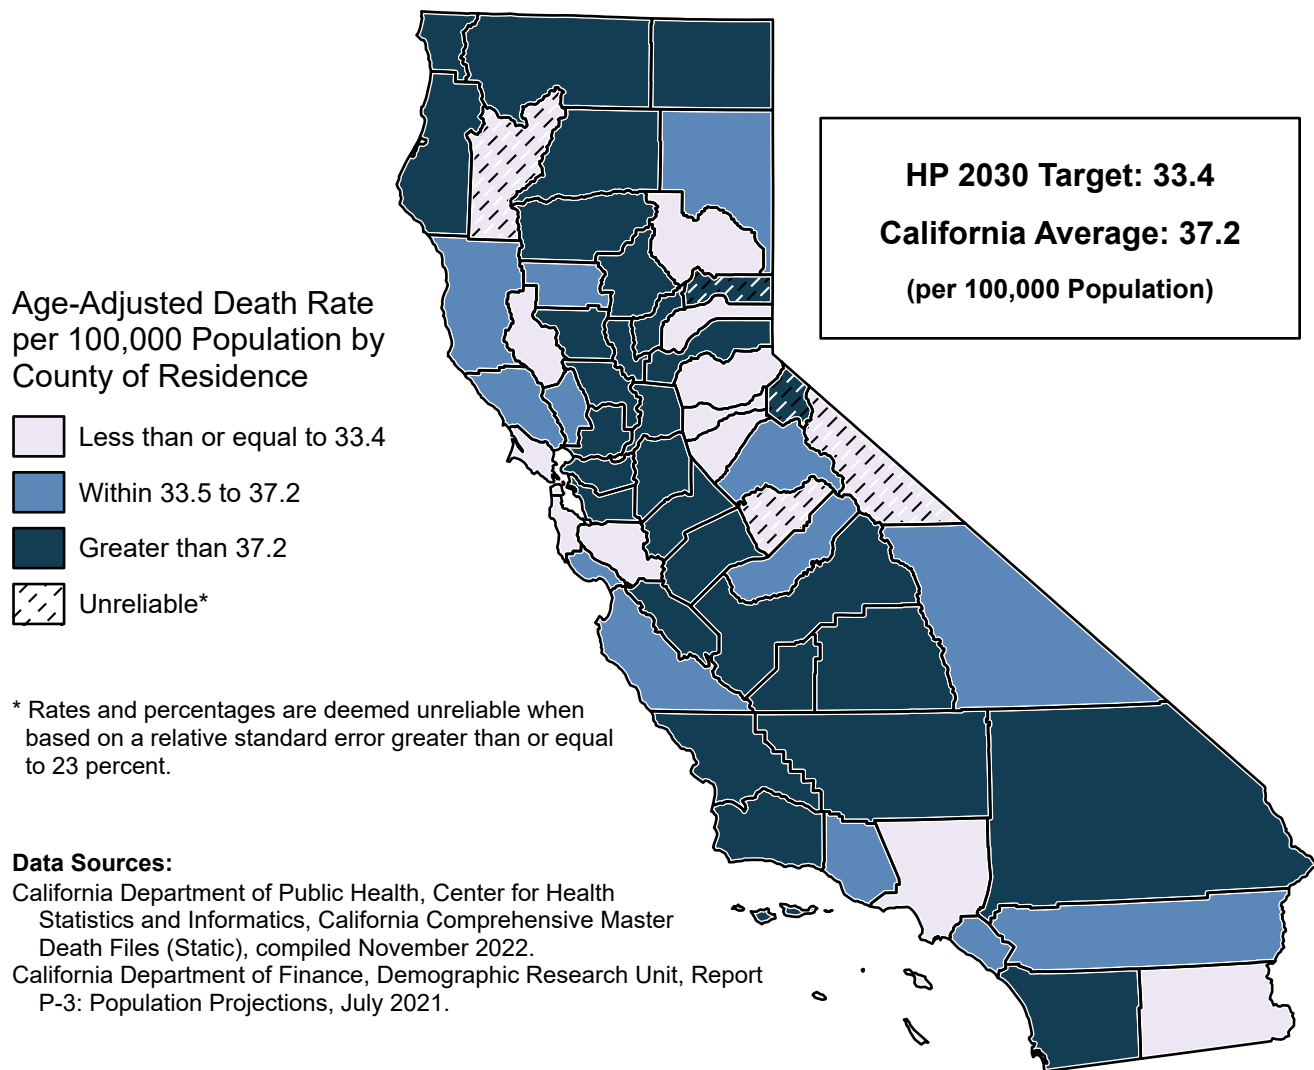 HP 2030 Target: 33.4
California Average: 37.2
(per 100,000 Population)
Age-Adjusted Death Rate
per 100,000 Population by
County of Residence
Less than or equal to 33.4
Within 33.5 to 37.2
Greater than 37.2
Unreliable*
* Rates and percentages are deemed unreliable when
based on a relative standard error greater than or equal
to 23 percent.
Data Sources:
California Department of Public Health, Center for Health
Statistics and Informatics, California Comprehensive Master
Death Files (Static), compiled November 2022.
California Department of Finance, Demographic Research Unit, Report
P-3: Population Projections, July 2021.